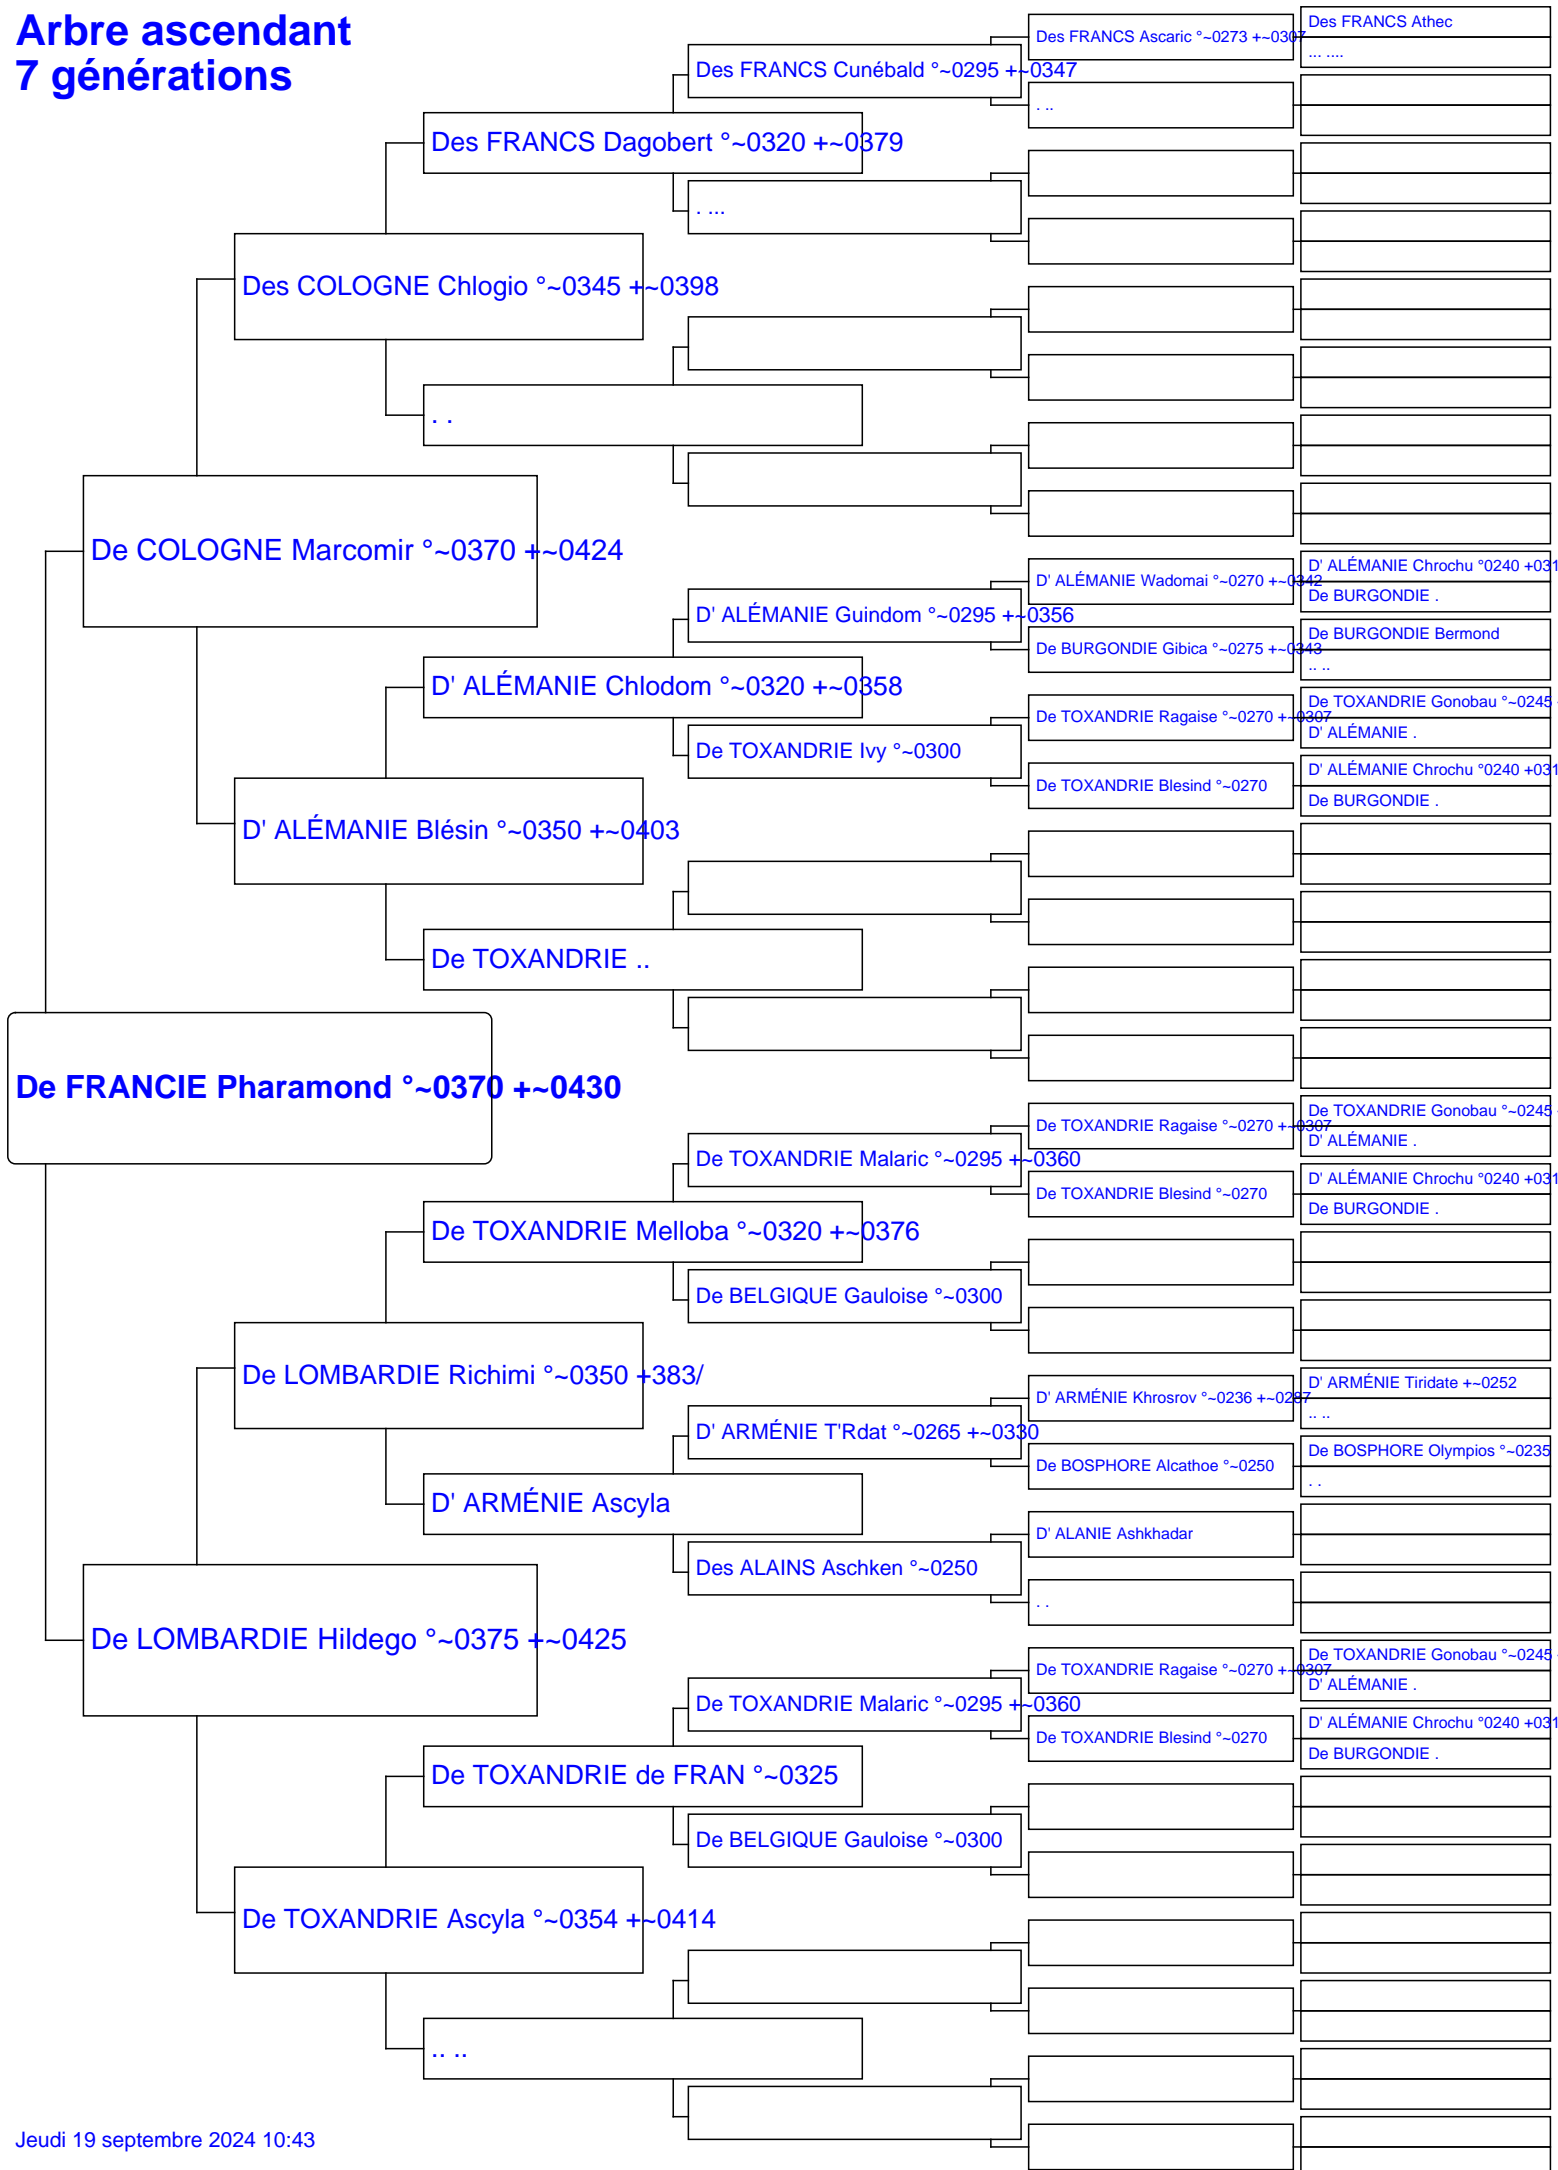 Arbre ascendant
7 générations
Des FRANCS Athec
Des FRANCS Ascaric °~0273 +~0307
... ....
Des FRANCS Cunébald °~0295 +~0347
. ..
Des FRANCS Dagobert °~0320 +~0379
. ...
Des COLOGNE Chlogio °~0345 +~0398
. .
De COLOGNE Marcomir °~0370 +~0424
D' ALÉMANIE Chrochu °0240 +031
D' ALÉMANIE Wadomai °~0270 +~0342
De BURGONDIE .
D' ALÉMANIE Guindom °~0295 +~0356
De BURGONDIE Bermond
De BURGONDIE Gibica °~0275 +~0343
.. ..
D' ALÉMANIE Chlodom °~0320 +~0358
De TOXANDRIE Gonobau °~0245
De TOXANDRIE Ragaise °~0270 +~0307
D' ALÉMANIE .
De TOXANDRIE Ivy °~0300
D' ALÉMANIE Chrochu °0240 +031
De TOXANDRIE Blesind °~0270
De BURGONDIE .
D' ALÉMANIE Blésin °~0350 +~0403
De TOXANDRIE ..
De FRANCIE Pharamond °~0370 +~0430
De TOXANDRIE Gonobau °~0245
De TOXANDRIE Ragaise °~0270 +~0307
D' ALÉMANIE .
De TOXANDRIE Malaric °~0295 +~0360
D' ALÉMANIE Chrochu °0240 +031
De TOXANDRIE Blesind °~0270
De BURGONDIE .
De TOXANDRIE Melloba °~0320 +~0376
De BELGIQUE Gauloise °~0300
De LOMBARDIE Richimi °~0350 +383/
D' ARMÉNIE Tiridate +~0252
D' ARMÉNIE Khrosrov °~0236 +~0287
.. ..
D' ARMÉNIE T'Rdat °~0265 +~0330
De BOSPHORE Olympios °~0235
De BOSPHORE Alcathoe °~0250
. .
D' ARMÉNIE Ascyla
D' ALANIE Ashkhadar
Des ALAINS Aschken °~0250
. .
De LOMBARDIE Hildego °~0375 +~0425
De TOXANDRIE Gonobau °~0245
De TOXANDRIE Ragaise °~0270 +~0307
D' ALÉMANIE .
De TOXANDRIE Malaric °~0295 +~0360
D' ALÉMANIE Chrochu °0240 +031
De TOXANDRIE Blesind °~0270
De BURGONDIE .
De TOXANDRIE de FRAN °~0325
De BELGIQUE Gauloise °~0300
De TOXANDRIE Ascyla °~0354 +~0414
.. ..
Jeudi 19 septembre 2024 10:43